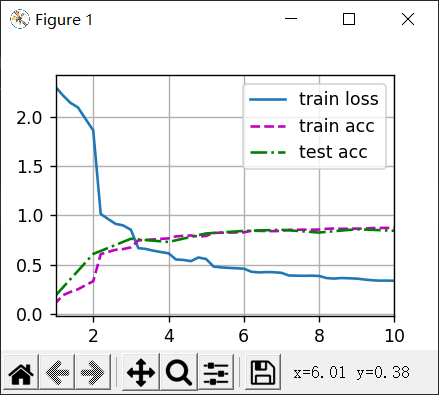 Figure 1
train loss
train acc
test acc
2.0
1.5
1.0
0.5
0.0
2 4 6 8 10
x=6.01 y=0.38